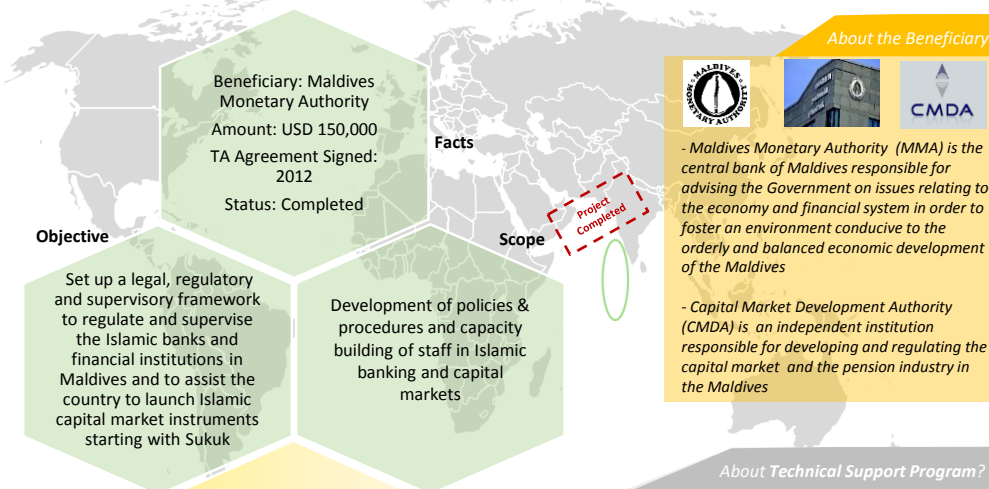 Beneficiary: Maldives
Monetary Authority
Amount: USD 150,000
TA Agreement Signed:
2012
Status: Completed
Facts
Objective
Set up a legal, regulatory
and supervisory framework
to regulate and supervise
the Islamic banks and
financial institutions in
Maldives and to assist the
country to launch Islamic
capital market instruments
starting with Sukuk
Scope
Development of policies &
procedures and capacity
building of staff in Islamic
banking and capital
markets
Project
Completed
About the Beneficiary
MALDIVES
MONETARY AUTHORITY
CMDA
- Maldives Monetary Authority (MMA) is the
central bank of Maldives responsible for
advising the Government on issues relating to
the economy and financial system in order to
foster an environment conducive to the
orderly and balanced economic development
of the Maldives
- Capital Market Development Authority
(CMDA) is an independent institution
responsible for developing and regulating the
capital market and the pension industry in
the Maldives
About Technical Support Program?